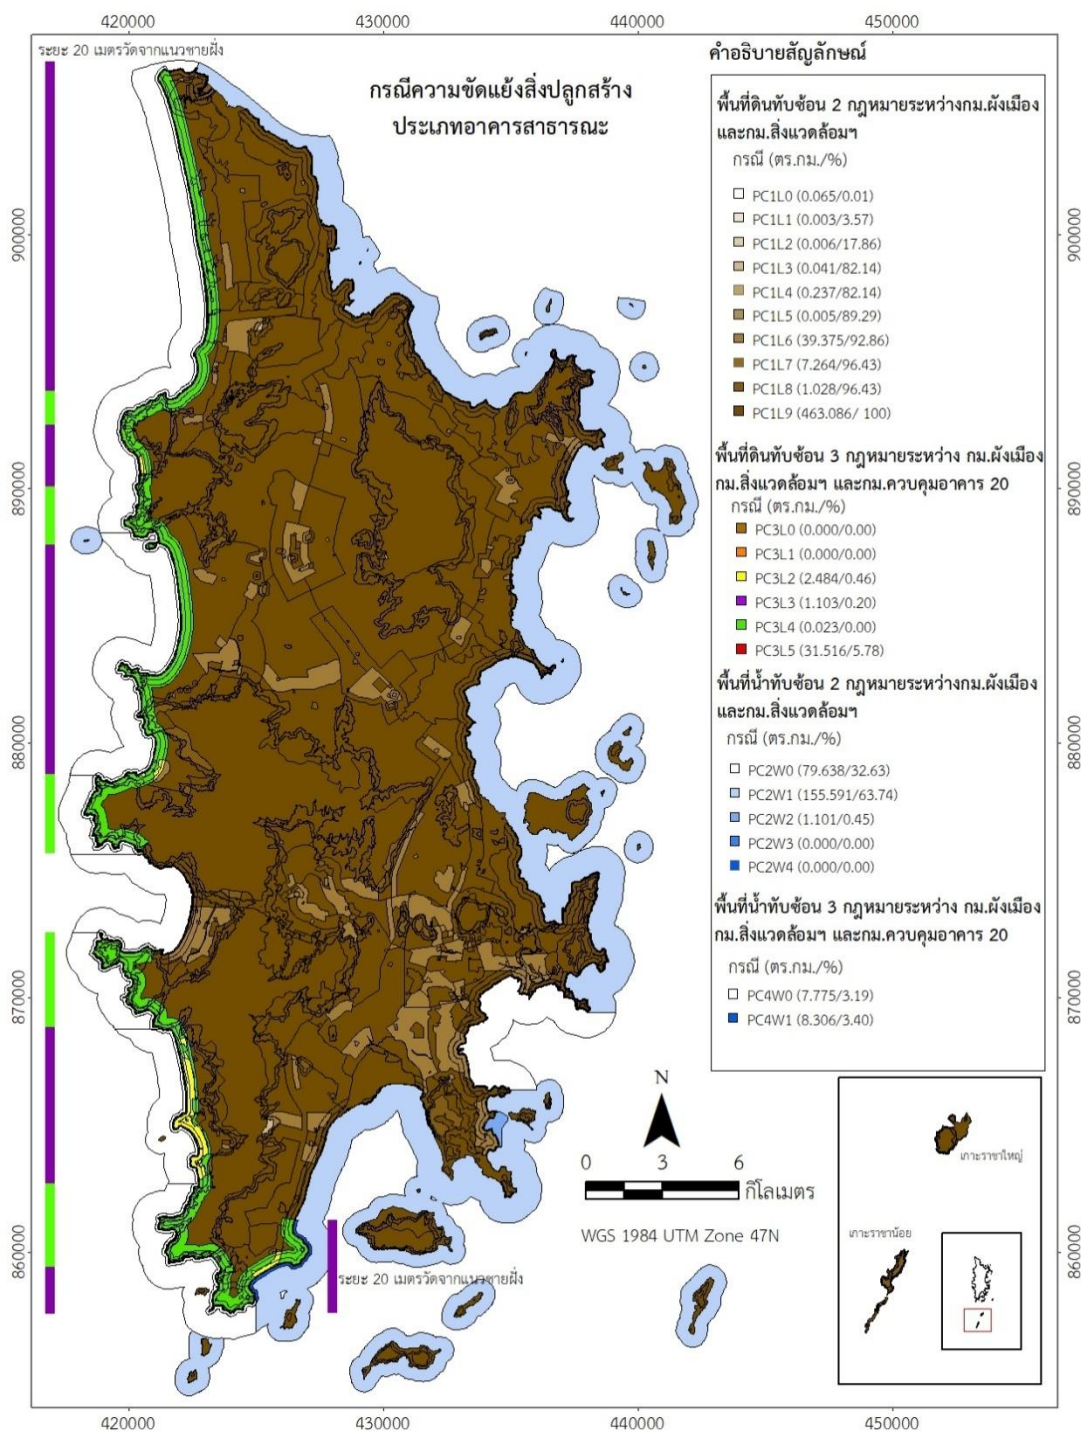 420000 430000 440000 450000
ระยะ 20 เมตรวัดจากแนวชายฝั่ง
กรณีความขัดแย้งสิ่งปลูกสร้าง
ประเภทอาคารสาธารณะ
คำอธิบายสัญลักษณ์
พื้นที่ดินทับซ้อน 2 กฎหมายระหว่างกม.ผังเมือง
และกม.สิ่งแวดล้อมฯ
กรณี (ตร.กม./%)
PC1L0 (0.065/0.01)
PC1L1 (0.003/3.57)
PC1L2 (0.006/17.86)
PC1L3 (0.041/82.14)
PC1L4 (0.237/82.14)
PC1L5 (0.005/89.29)
PC1L6 (39.375/92.86)
PC1L7 (7.264/96.43)
PC1L8 (1.028/96.43)
PC1L9 (463.086/ 100)
พื้นที่ดินทับซ้อน 3 กฎหมายระหว่าง กม.ผังเมือง
กม.สิ่งแวดล้อมฯ และกม.ควบคุมอาคาร 20
กรณี (ตร.กม./%)
PC3L0 (0.000/0.00)
PC3L1 (0.000/0.00)
PC3L2 (2.484/0.46)
PC3L3 (1.103/0.20)
PC3L4 (0.023/0.00)
PC3L5 (31.516/5.78)
พื้นที่น้ำทับซ้อน 2 กฎหมายระหว่างกม.ผังเมือง
และกม.สิ่งแวดล้อมฯ
กรณี (ตร.กม./%)
PC2W0 (79.638/32.63)
PC2W1 (155.591/63.74)
PC2W2 (1.101/0.45)
PC2W3 (0.000/0.00)
PC2W4 (0.000/0.00)
พื้นที่น้ำทับซ้อน 3 กฎหมายระหว่าง กม.ผังเมือง
กม.สิ่งแวดล้อมฯ และกม.ควบคุมอาคาร 20
กรณี (ตร.กม./%)
PC4W0 (7.775/3.19)
PC4W1 (8.306/3.40)
900000 900000
890000 890000
880000 880000
870000 870000
860000 860000
N
0 3 6
กิโลเมตร
WGS 1984 UTM Zone 47N
ระยะ 20 เมตรวัดจากแนวชายฝั่ง
เกาะราชาใหญ่
เกาะราชาน้อย
420000 430000 440000 450000